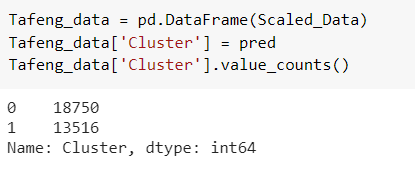 Tafeng_data = pd.DataFrame(Scaled_Data)
Tafeng_data['Cluster'] = pred
Tafeng_data['Cluster'].value_counts()
0    18750
1    13516
Name: Cluster, dtype: int64